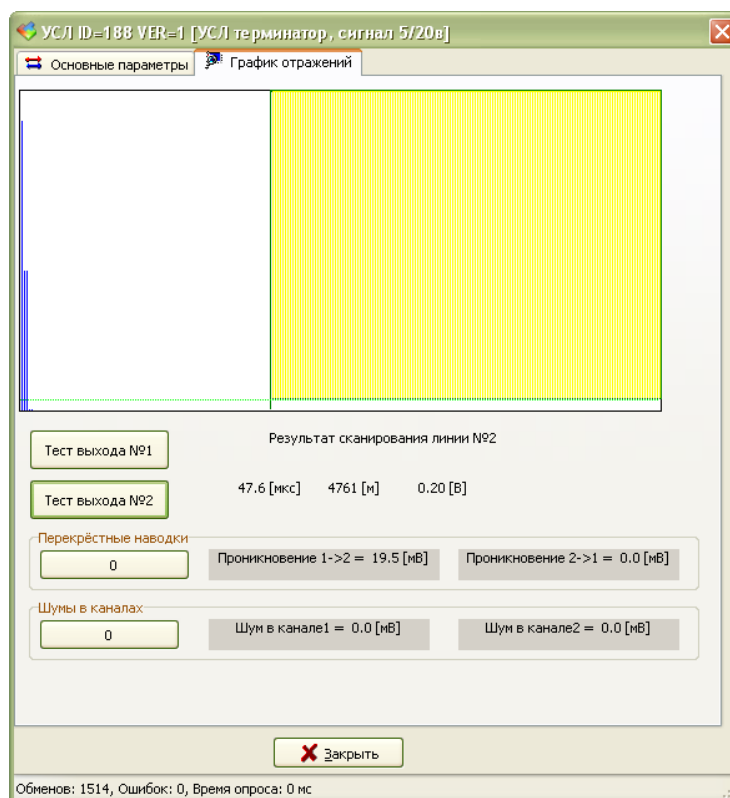 УСЛ ID=188 VER=1 [УСЛ терминатор, сигнал 5/20в]
Основные параметры График отражений
Результат сканирования линии №2
Тест выхода №1
47.6 [мкс] 4761 [м] 0.20 [В]
Тест выхода №2
Перекрёстные наводки
0 Проникновение 1->2 = 19.5 [мВ] Проникновение 2->1 = 0.0 [мВ]
Шумы в каналах
0 Шум в канале1 = 0.0 [мВ] Шум в канале2 = 0.0 [мВ]
Закрыть
Обменов: 1514, Ошибок: 0, Время опроса: 0 мс